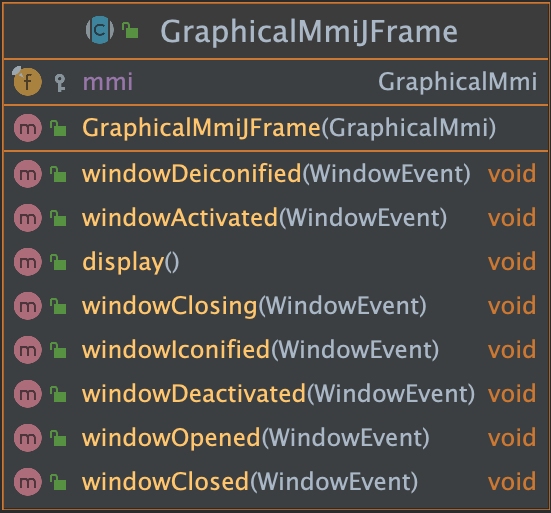 GraphicalMmiJFrame
mmi GraphicalMmi
GraphicalMmiJFrame(GraphicalMmi)
windowDeiconified(WindowEvent) void
windowActivated(WindowEvent) void
display() void
windowClosing(WindowEvent) void
windowIconified(WindowEvent) void
windowDeactivated(WindowEvent) void
windowOpened(WindowEvent) void
windowClosed(WindowEvent) void